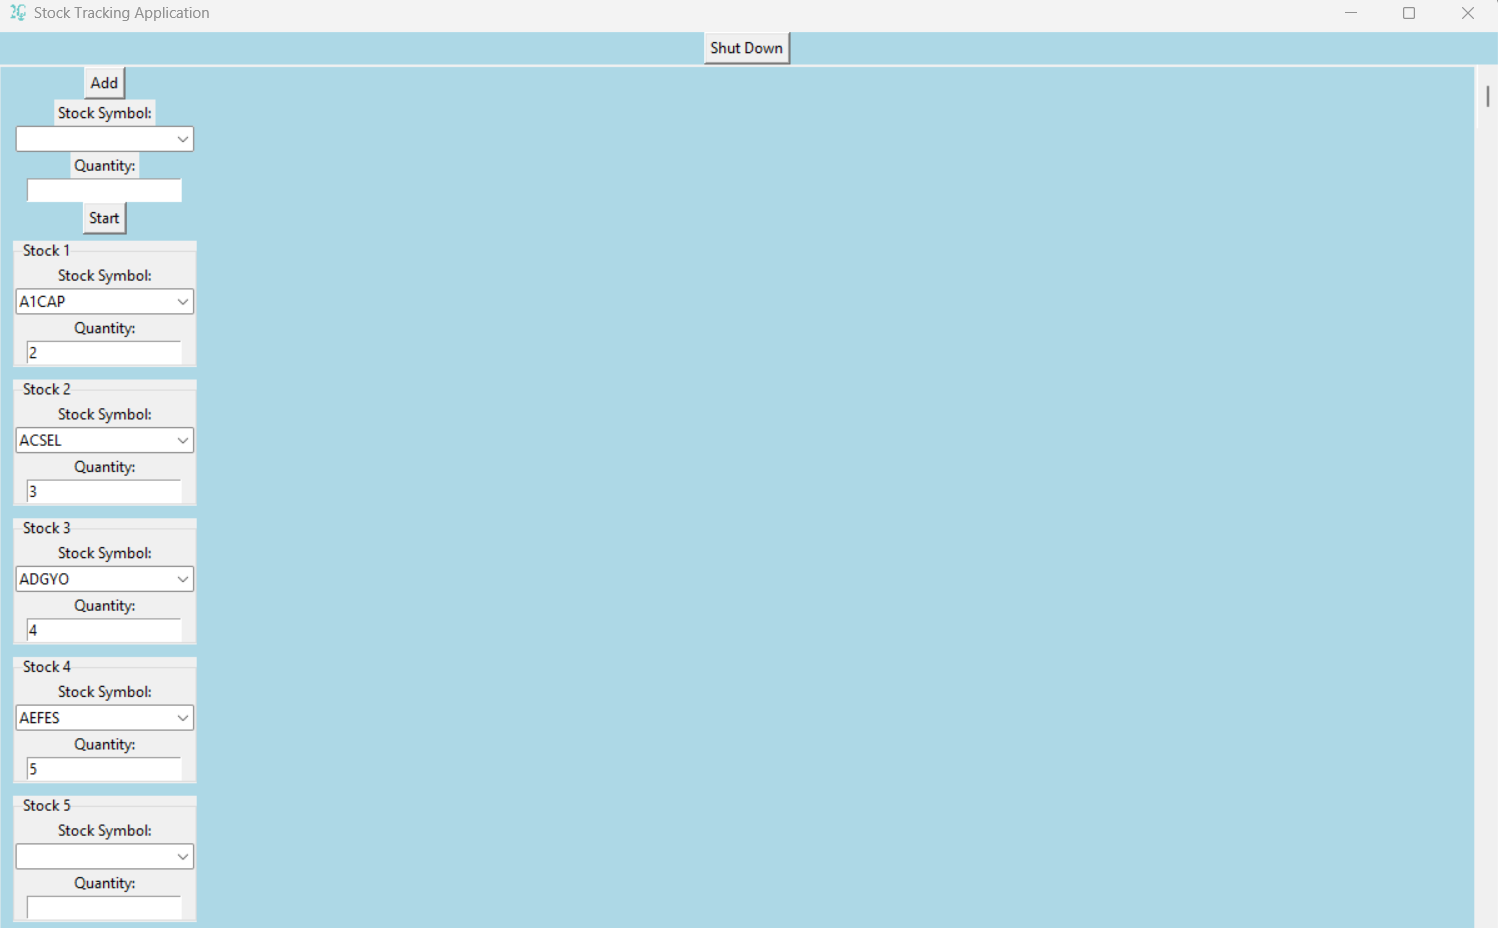 Stock Tracking Application
Shut Down
Add
Stock Symbol:
Quantity:
Start
Stock 1
Stock Symbol:
A1CAP
Quantity:
2
Stock 2
Stock Symbol:
ACSEL
Quantity:
3
Stock 3
Stock Symbol:
ADGYO
Quantity:
4
Stock 4
Stock Symbol:
AEFES
Quantity:
5
Stock 5
Stock Symbol:
Quantity: